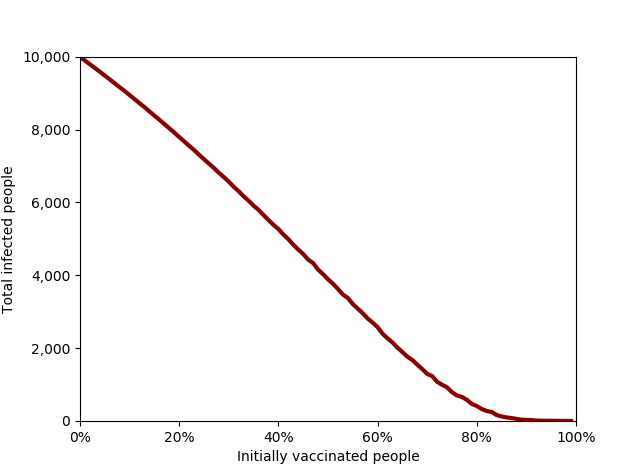 10,000
8,000
6,000
4,000
2,000
0
Total infected people
0% 20% 40% 60% 80% 100%
Initially vaccinated people